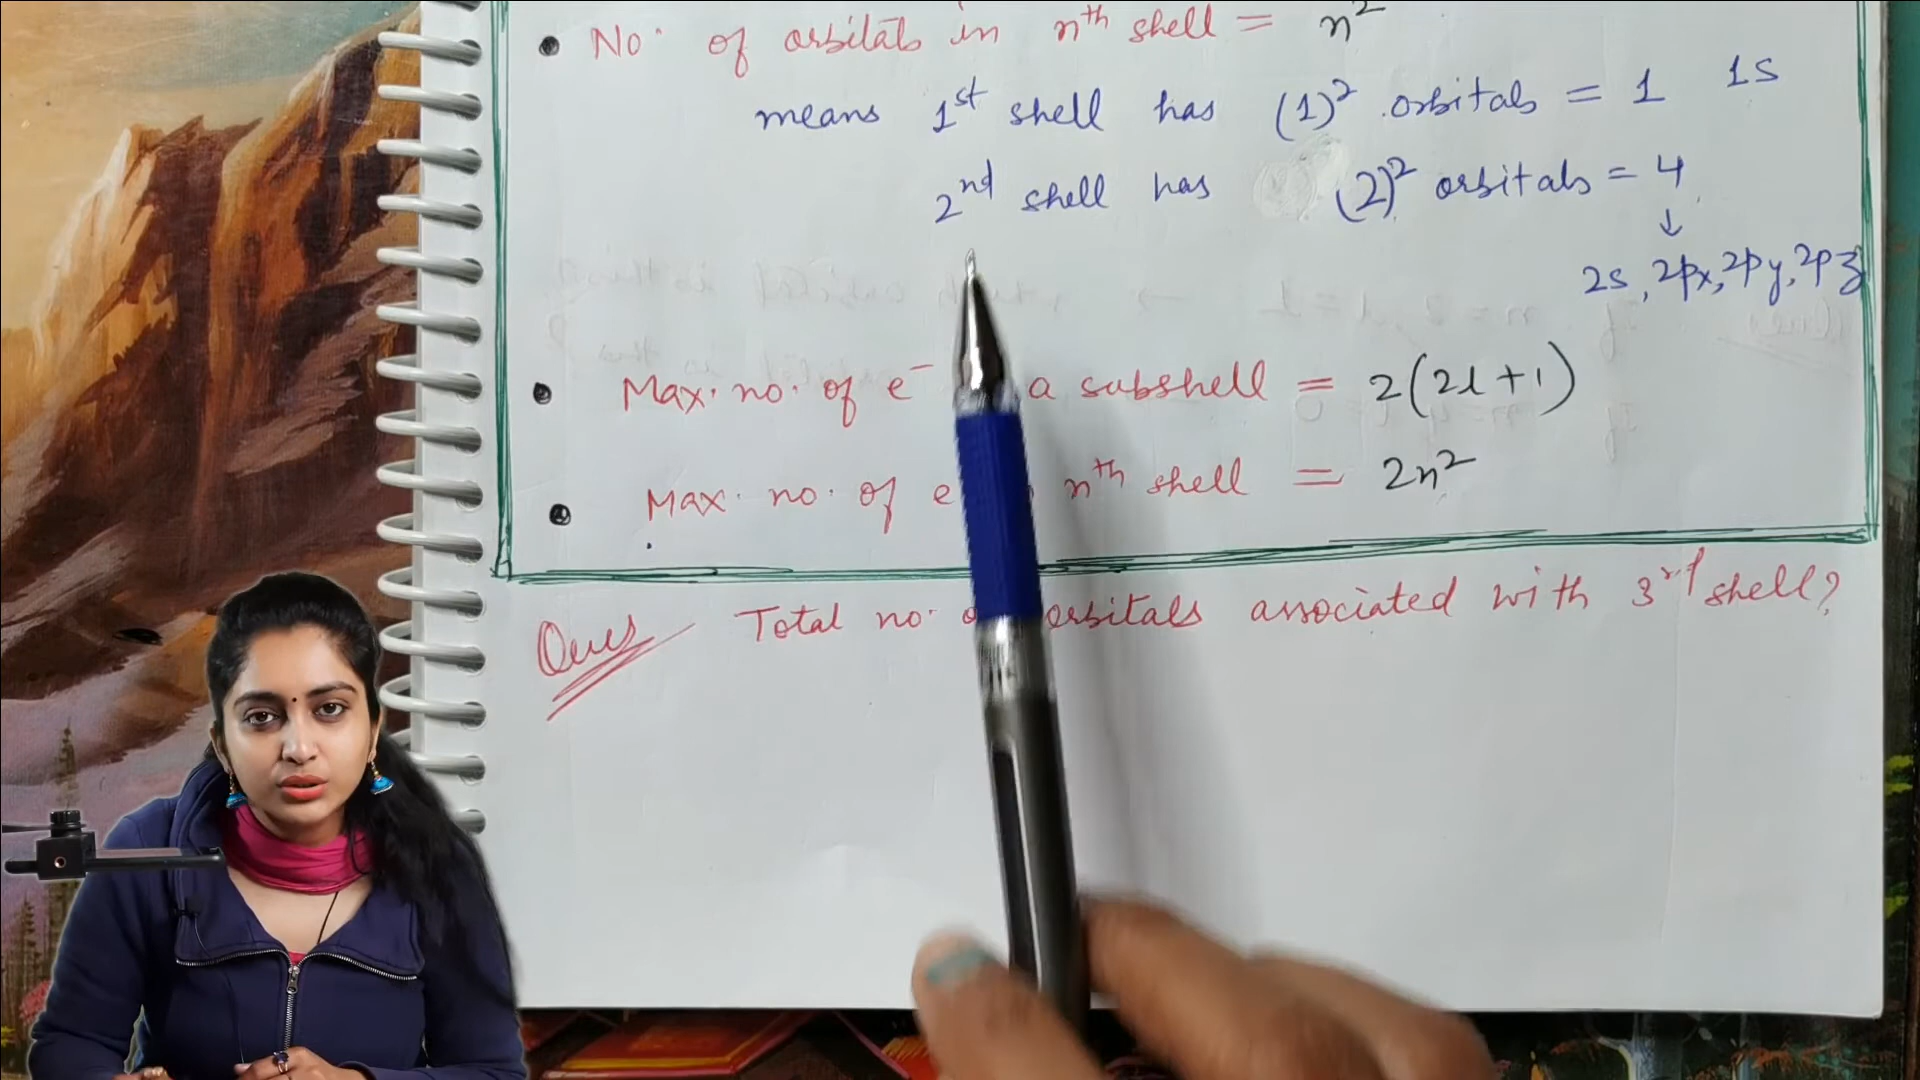 • No. of orbitals in nth shell = n²
means 1st shell has (1)² orbitals = 1 1s
2nd shell has (2)² orbitals = 4
↓
2s, 2px, 2py, 2pz
• Max. no. of e⁻ a subshell = 2(2l+1)
• Max. no. of e nth shell = 2n²
Ques Total no. orbitals associated with 3rd shell?